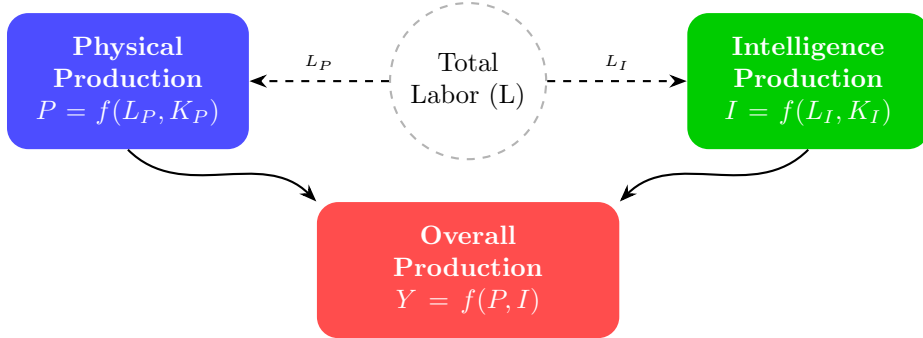 Physical
Production
P = f(L_P, K_P)
L_P
Total
Labor (L)
L_I
Intelligence
Production
I = f(L_I, K_I)
Overall
Production
Y = f(P, I)